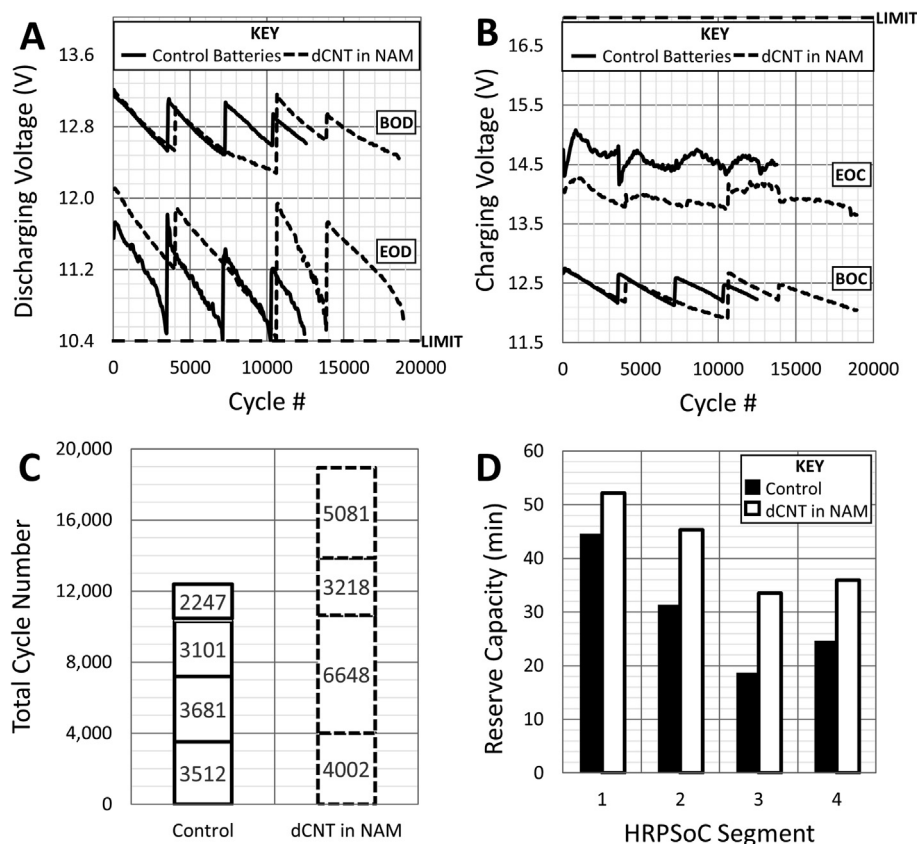 A
KEY
Control Batteries
dCNT in NAM
Discharging Voltage (V)
13.6
12.8
12.0
11.2
10.4
BOD
EOD
LIMIT
0
5000
10000
15000
20000
Cycle #
B
LIMIT
KEY
Control Batteries
dCNT in NAM
Charging Voltage (V)
16.5
15.5
14.5
13.5
12.5
11.5
EOC
BOC
0
5000
10000
15000
20000
Cycle #
C
Total Cycle Number
20,000
16,000
12,000
8,000
4,000
0
2247
3101
3681
3512
5081
3218
6648
4002
Control
dCNT in NAM
D
KEY
Control
dCNT in NAM
Reserve Capacity (min)
60
50
40
30
20
10
0
1
2
3
4
HRPSoC Segment